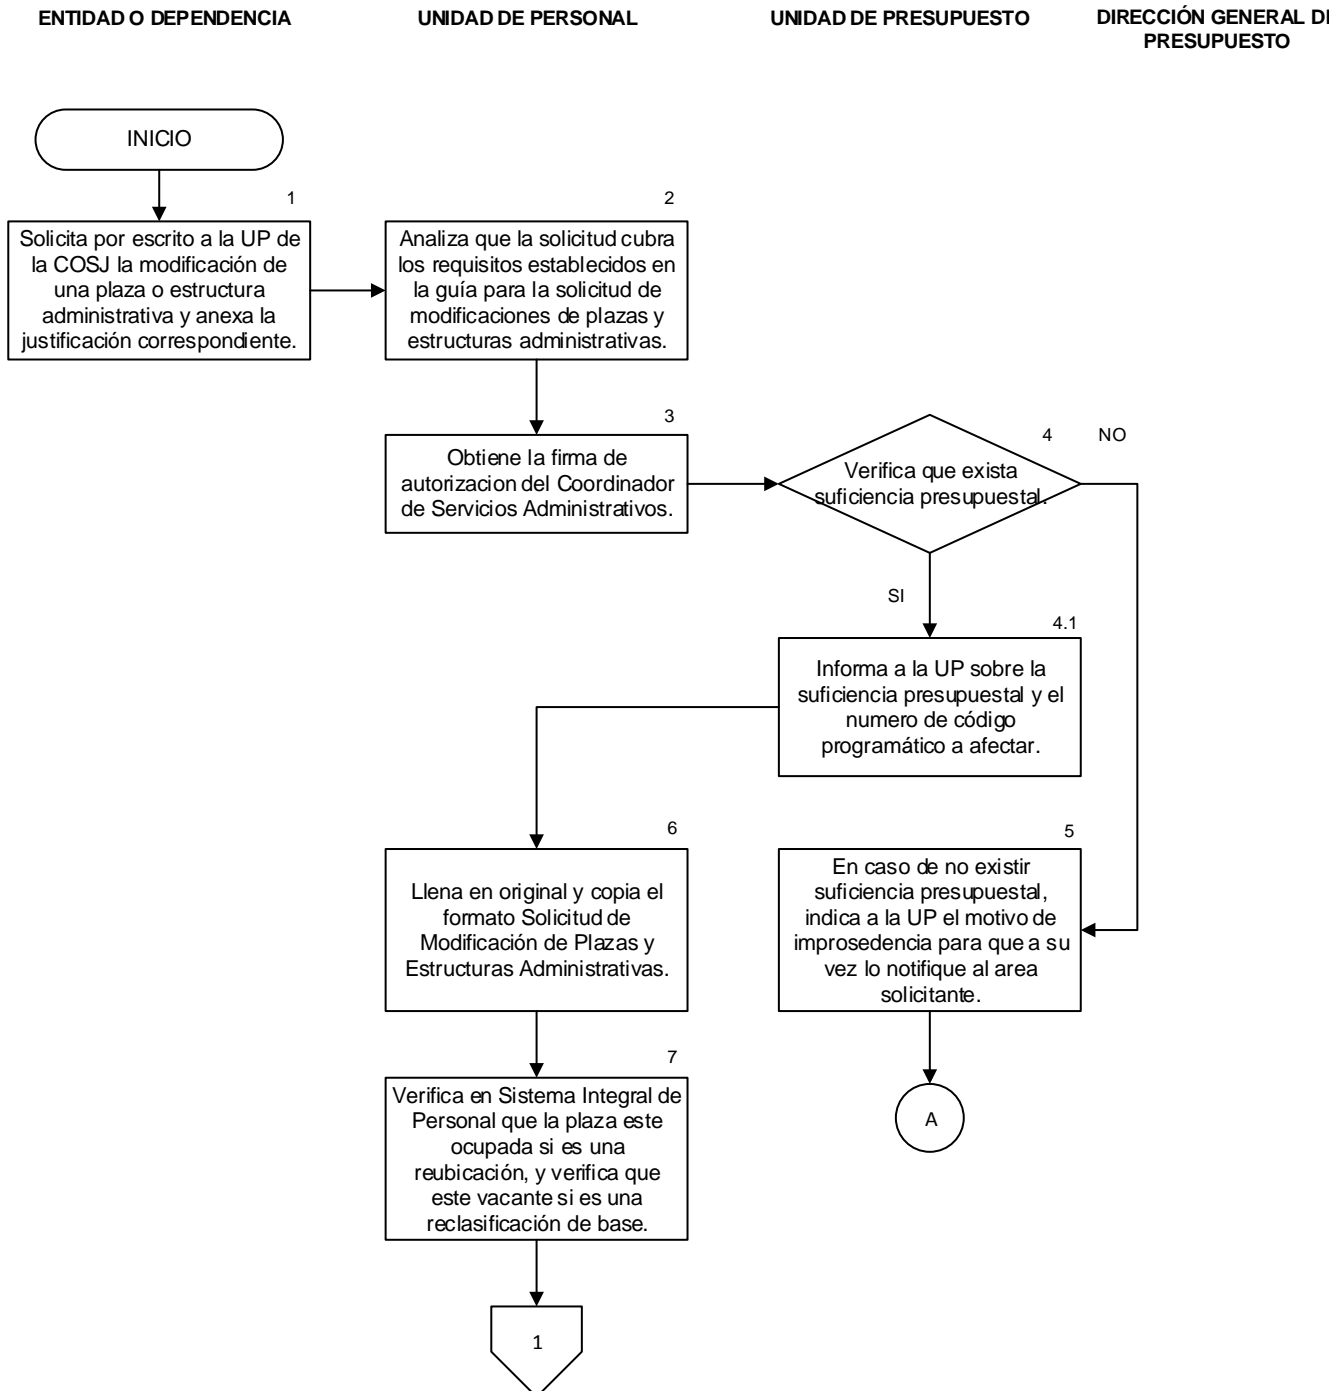 ENTIDAD O DEPENDENCIA
UNIDAD DE PERSONAL
UNIDAD DE PRESUPUESTO
DIRECCIÓN GENERAL DE
PRESUPUESTO
INICIO
1
Solicita por escrito a la UP de
la COSJ la modificación de
una plaza o estructura
administrativa y anexa la
justificación correspondiente.
2
Analiza que la solicitud cubra
los requisitos establecidos en
la guía para la solicitud de
modificaciones de plazas y
estructuras administrativas.
3
Obtiene la firma de
autorizacion del Coordinador
de Servicios Administrativos.
4
NO
Verifica que exista
suficiencia presupuestal.
SI
4.1
Informa a la UP sobre la
suficiencia presupuestal y el
numero de código
programático a afectar.
6
Llena en original y copia el
formato Solicitud de
Modificación de Plazas y
Estructuras Administrativas.
5
En caso de no existir
suficiencia presupuestal,
indica a la UP el motivo de
improsedencia para que a su
vez lo notifique al area
solicitante.
7
Verifica en Sistema Integral de
Personal que la plaza este
ocupada si es una
reubicación, y verifica que
este vacante si es una
reclasificación de base.
A
1